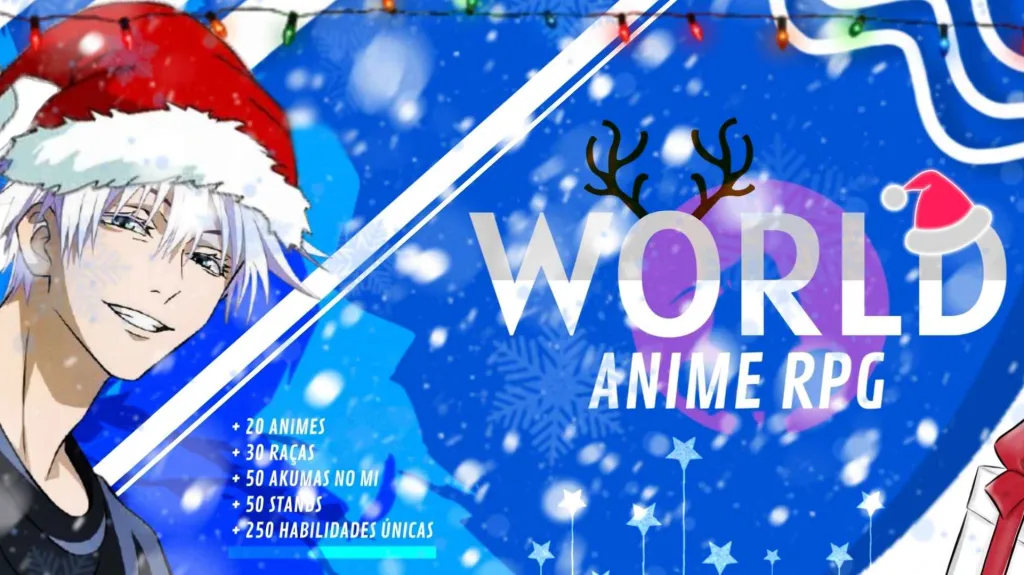 WORLD
ANIME RPG
+ 20 ANIMES
+ 30 RAÇAS
+ 50 AKUMAS NO MI
+ 50 STANDS
+ 250 HABILIDADES ÚNICAS